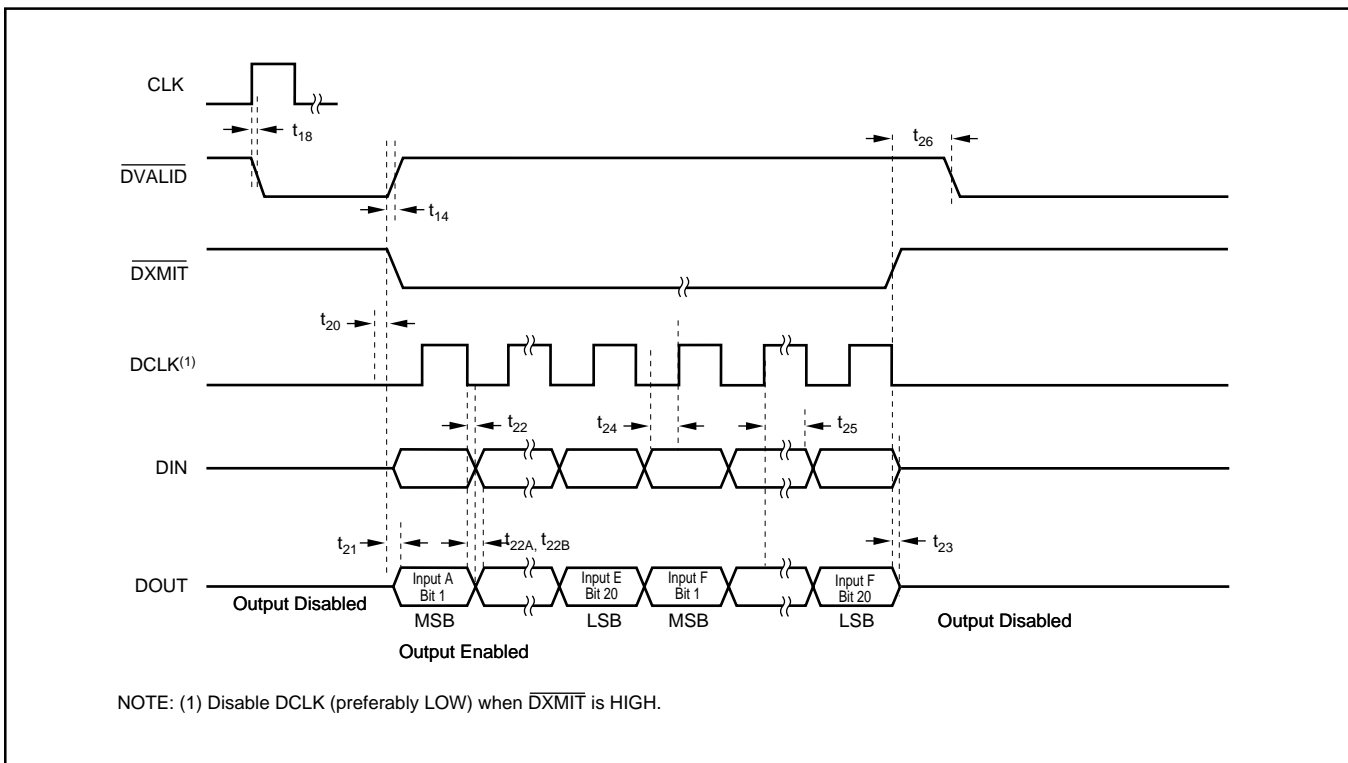 CLK
t18
t26
DVALID
t14
DXMIT
t20
DCLK(1)
t22
t24
t25
DIN
t21
t22A, t22B
t23
DOUT
Input A
Bit 1
Input E
Bit 20
Input F
Bit 1
Input F
Bit 20
Output Disabled
MSB
LSB
MSB
LSB
Output Disabled
Output Enabled
NOTE: (1) Disable DCLK (preferably LOW) when DXMIT is HIGH.